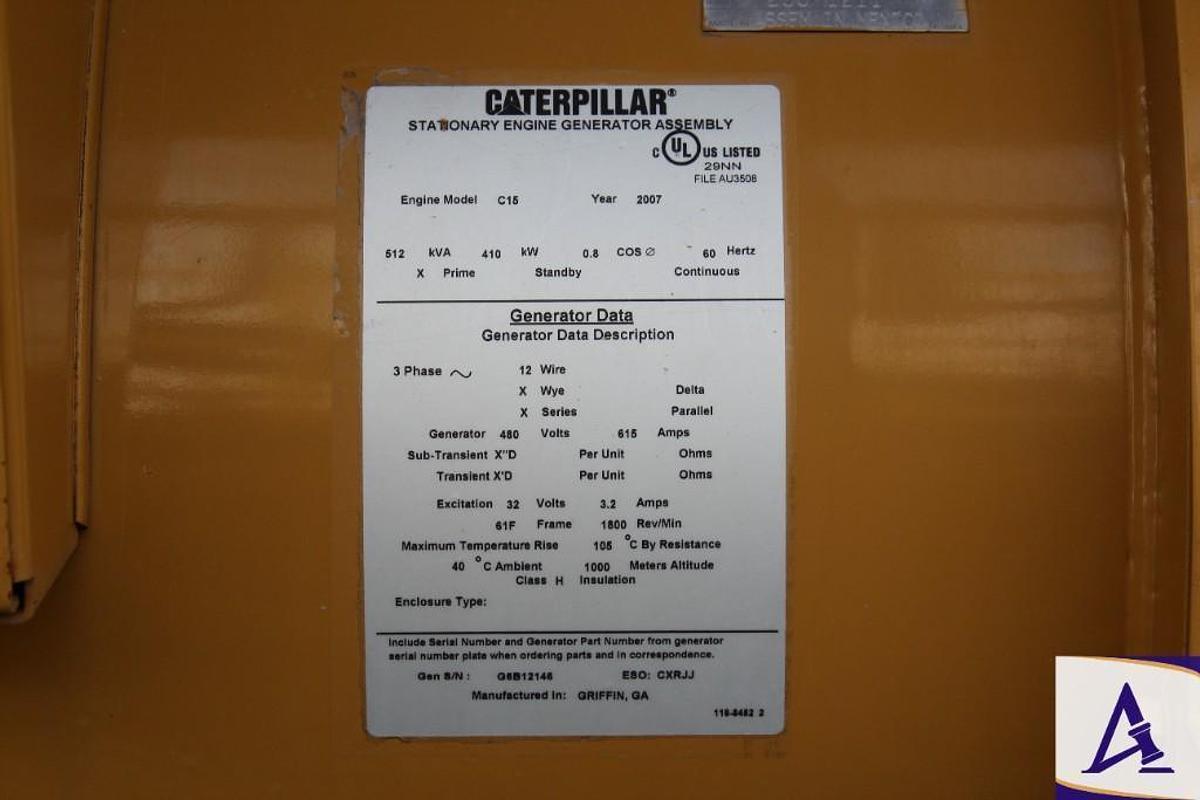 CATERPILLAR®
STATIONARY ENGINE GENERATOR ASSEMBLY
C UL US LISTED
29NN
FILE AU3508
Engine Model C15 Year 2007
512 kVA 410 kW 0.8 COS Ø 60 Hertz
X Prime Standby Continuous
Generator Data
Generator Data Description
3 Phase 12 Wire
X Wye Delta
X Series Parallel
Generator 480 Volts 615 Amps
Sub-Transient X"D Per Unit Ohms
Transient X'D Per Unit Ohms
Excitation 32 Volts 3.2 Amps
61F Frame 1800 Rev/Min
Maximum Temperature Rise 105 °C By Resistance
40 °C Ambient 1000 Meters Altitude
Class H Insulation
Enclosure Type:
Include Serial Number and Generator Part Number from generator
serial number plate when ordering parts and in correspondence.
Gen S/N : G6B12146 ESO: CXRJJ
Manufactured In: GRIFFIN, GA